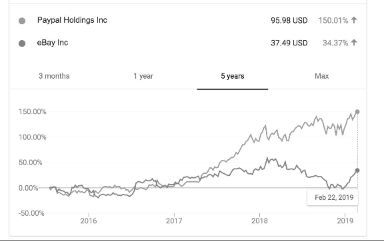 Paypal Holdings Inc 95.98 USD 150.01% ↑
eBay Inc 37.49 USD 34.37% ↑
3 months 1 year 5 years Max
150.00%
100.00%
50.00%
0.00%
-50.00%
Feb 22, 2019
2016 2017 2018 2019